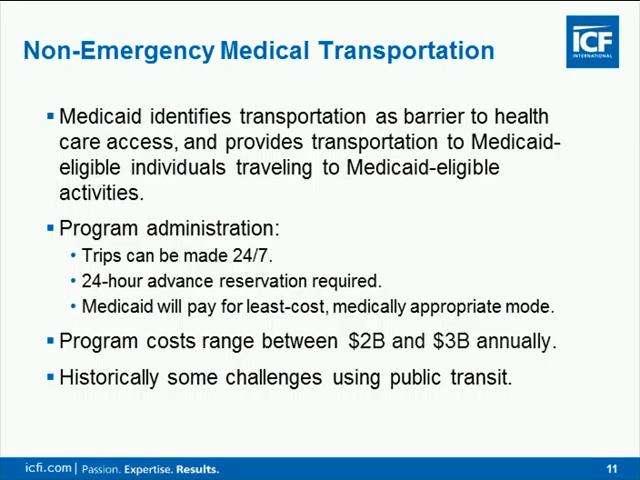 Non-Emergency Medical Transportation
ICF
INTERNATIONAL
▪ Medicaid identifies transportation as barrier to health
care access, and provides transportation to Medicaid-
eligible individuals traveling to Medicaid-eligible
activities.
▪ Program administration:
• Trips can be made 24/7.
• 24-hour advance reservation required.
• Medicaid will pay for least-cost, medically appropriate mode.
▪ Program costs range between $2B and $3B annually.
▪ Historically some challenges using public transit.
icfi.com | Passion. Expertise. Results.
11